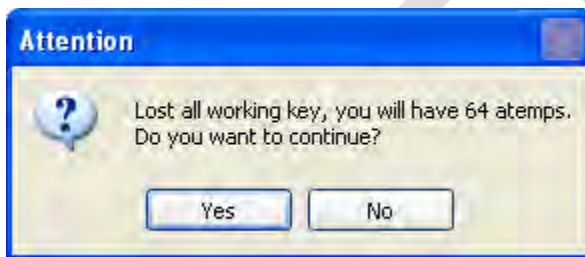 Attention
Lost all working key, you will have 64 atemps.
Do you want to continue?
Yes
No